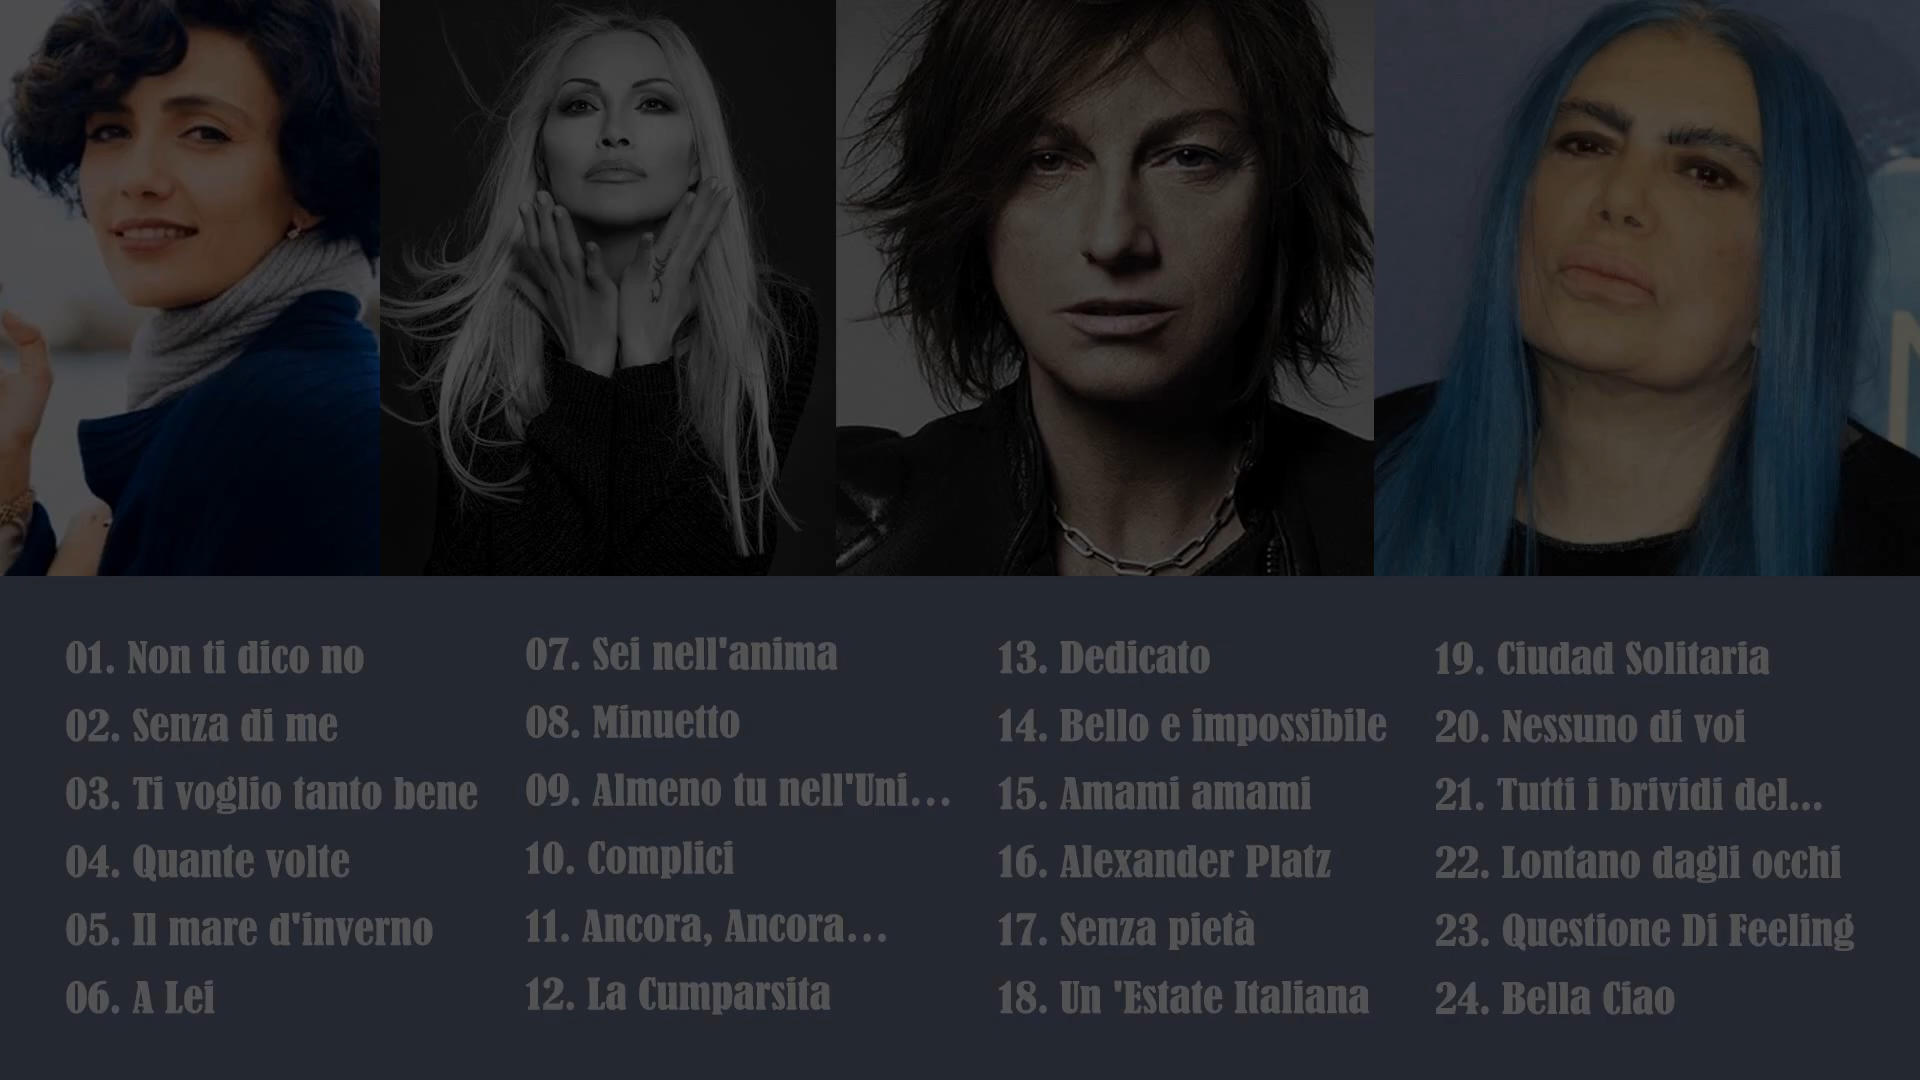 01. Non ti dico no
02. Senza di me
03. Ti voglio tanto bene
04. Quante volte
05. Il mare d'inverno
06. A Lei
07. Sei nell'anima
08. Minuetto
09. Almeno tu nell'Uni...
10. Complici
11. Ancora, Ancora...
12. La Cumparsita
13. Dedicato
14. Bello e impossibile
15. Amami amami
16. Alexander Platz
17. Senza pietà
18. Un 'Estate Italiana
19. Ciudad Solitaria
20. Nessuno di voi
21. Tutti i brividi del...
22. Lontano dagli occhi
23. Questione Di Feeling
24. Bella Ciao